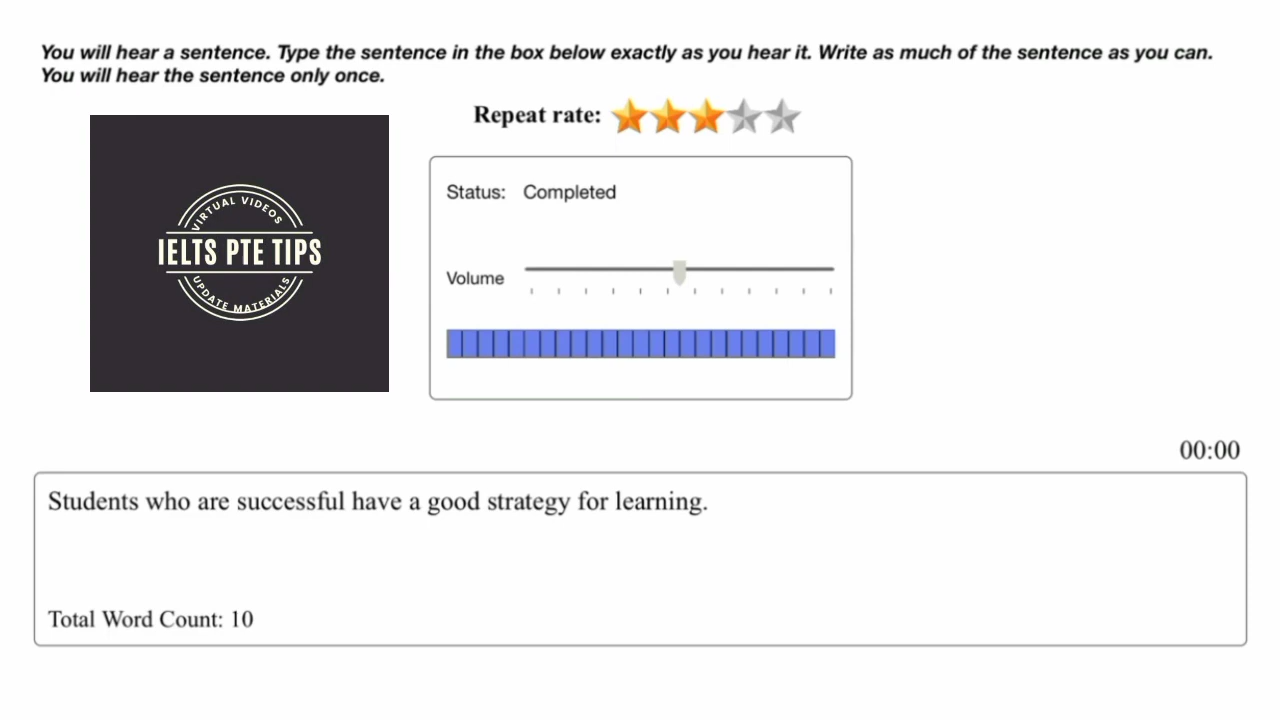 You will hear a sentence. Type the sentence in the box below exactly as you hear it. Write as much of the sentence as you can.
You will hear the sentence only once.
Repeat rate:
VIRTUAL VIDEOS
IELTS PTE TIPS
UPDATE MATERIALS
Status: Completed
Volume
00:00
Students who are successful have a good strategy for learning.
Total Word Count: 10